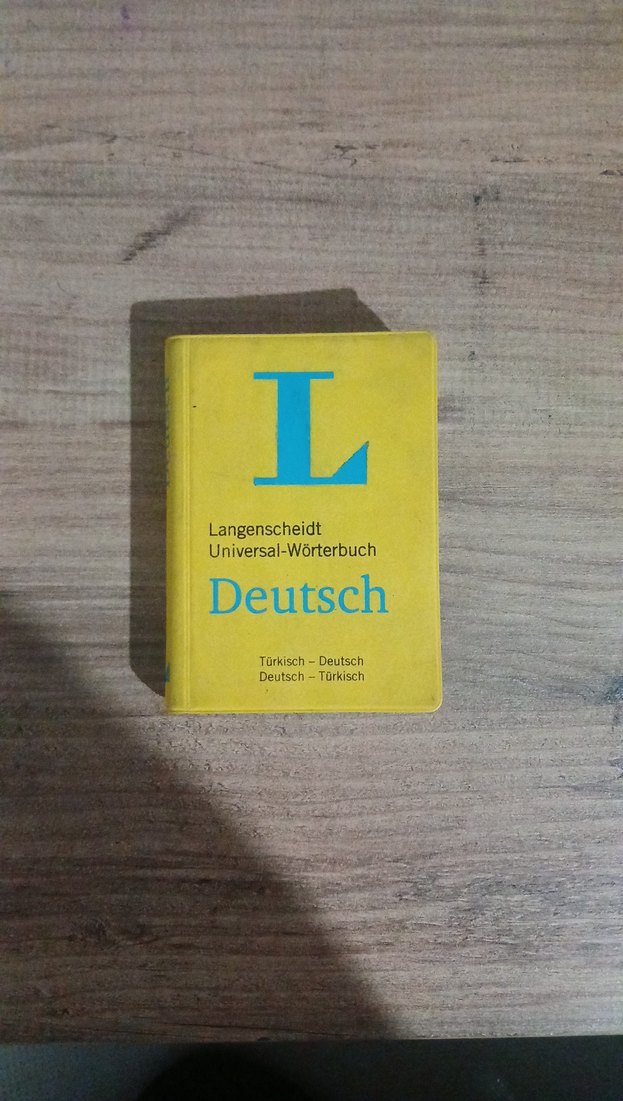 L
Langenscheidt
Universal-Wörterbuch
Deutsch
Türkisch – Deutsch
Deutsch – Türkisch